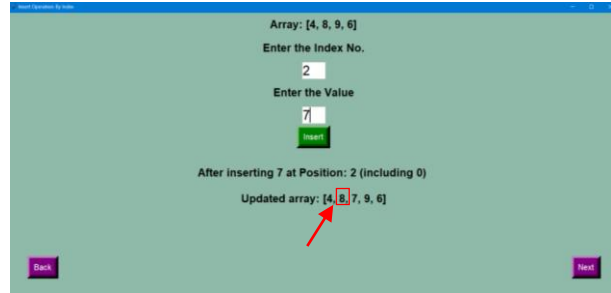 Insert Operation By Index
Array: [4, 8, 9, 6]
Enter the Index No.
2
Enter the Value
7
Insert
After inserting 7 at Position: 2 (including 0)
Updated array: [4, 8, 7, 9, 6]
Back
Next